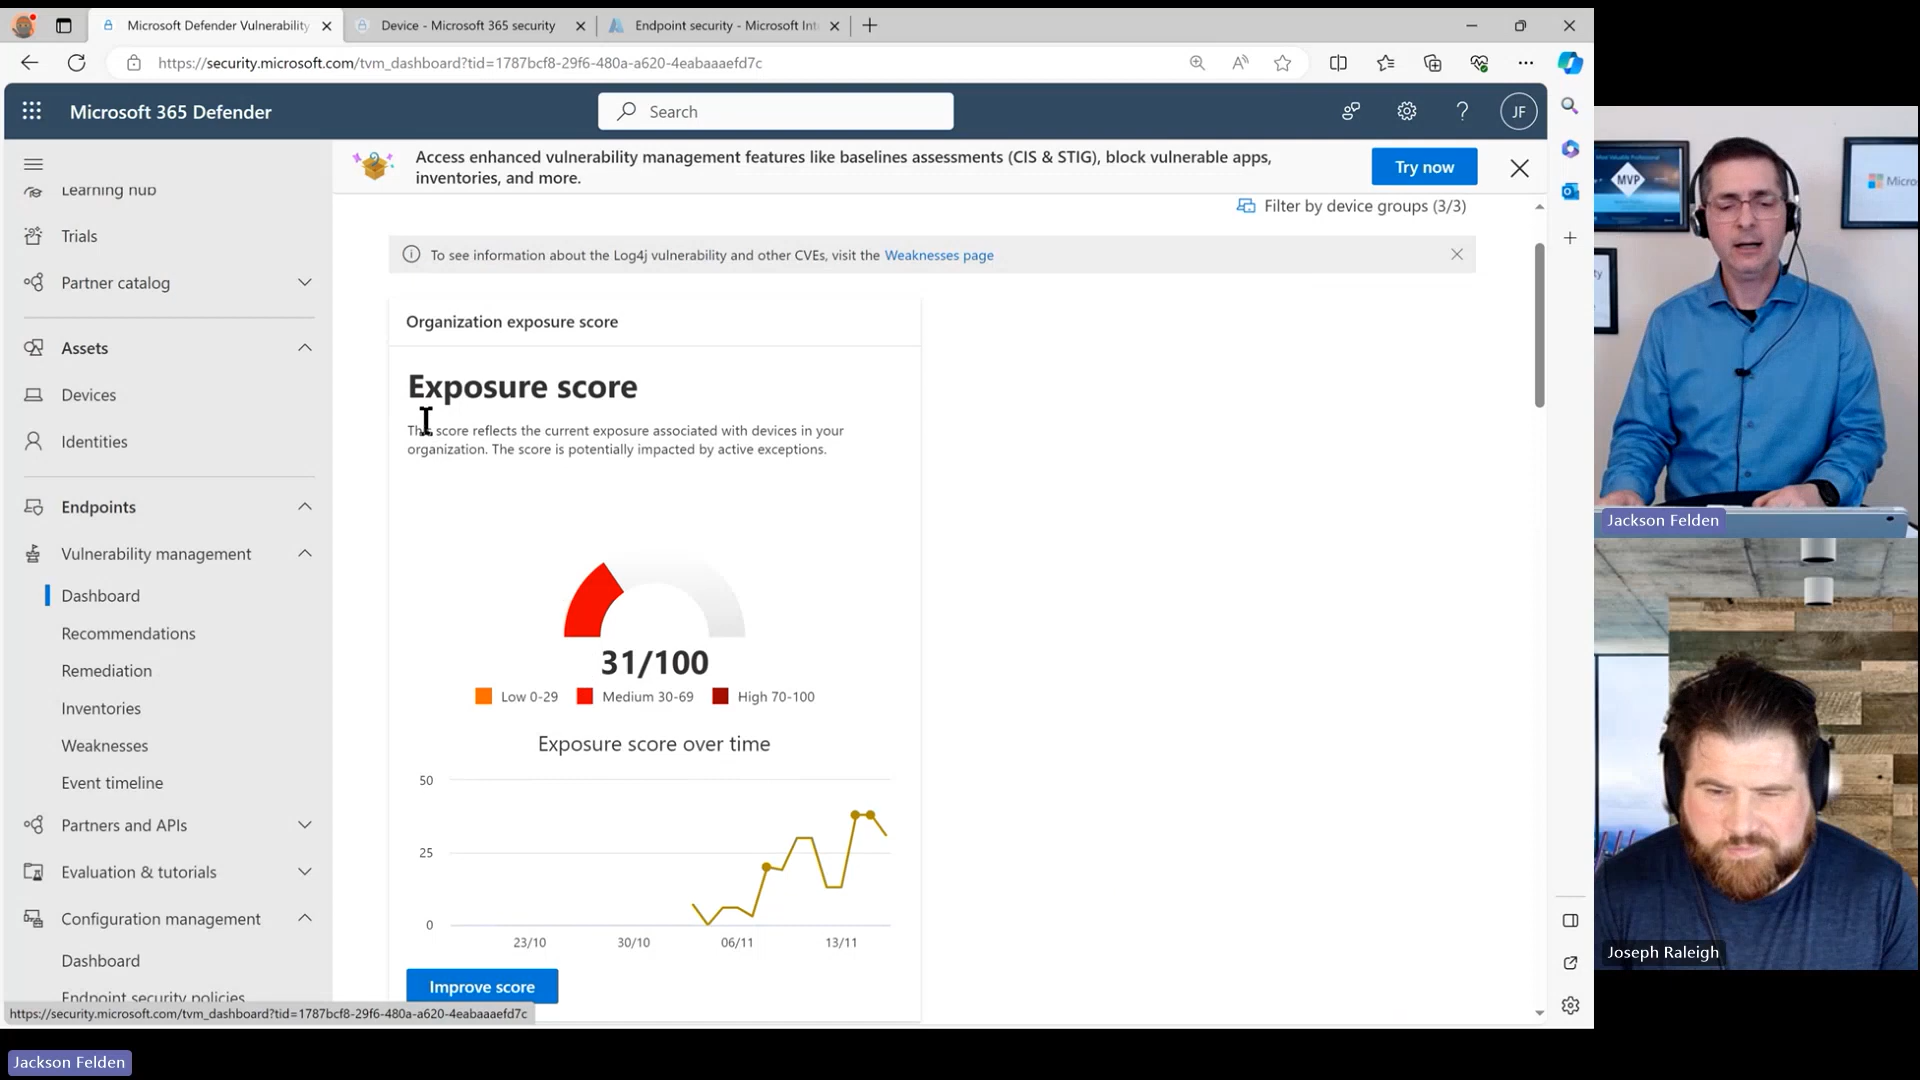 Microsoft Defender Vulnerability
Device - Microsoft 365 security
Endpoint security - Microsoft Int
https://security.microsoft.com/tvm_dashboard?tid=1787bcf8-29f6-480a-a620-4eabaaaefd7c
Microsoft 365 Defender
Search
JF
Access enhanced vulnerability management features like baselines assessments (CIS & STIG), block vulnerable apps,
inventories, and more.
Try now
Learning hub
Trials
Partner catalog
Assets
Devices
Identities
Endpoints
Vulnerability management
Dashboard
Recommendations
Remediation
Inventories
Weaknesses
Event timeline
Partners and APIs
Evaluation & tutorials
Configuration management
Dashboard
Endpoint security policies
https://security.microsoft.com/tvm_dashboard?tid=1787bcf8-29f6-480a-a620-4eabaaaefd7c
Filter by device groups (3/3)
To see information about the Log4j vulnerability and other CVEs, visit the Weaknesses page
Organization exposure score
Exposure score
This score reflects the current exposure associated with devices in your
organization. The score is potentially impacted by active exceptions.
31/100
Low 0-29 Medium 30-69 High 70-100
Exposure score over time
50
25
0
23/10 30/10 06/11 13/11
Improve score
MVP
Micros
Jackson Felden
Joseph Raleigh
Jackson Felden